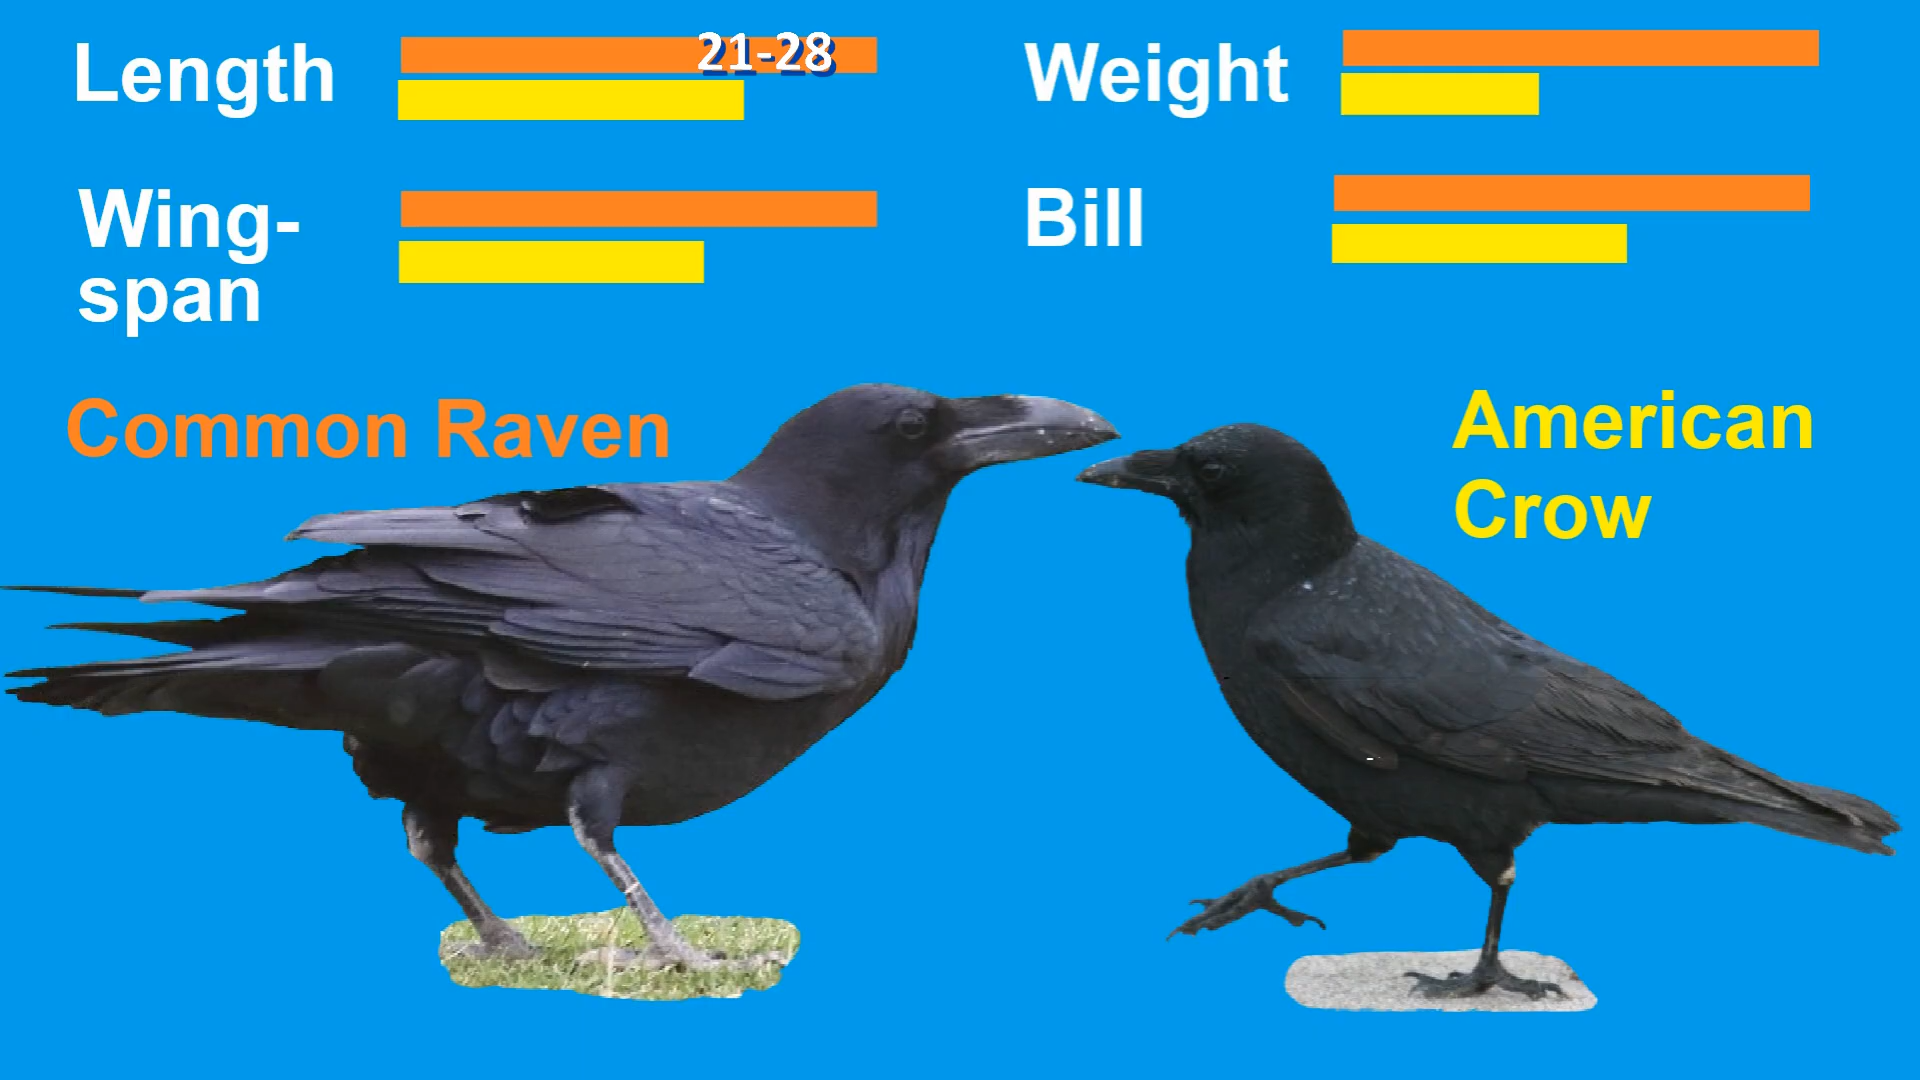 Length
21-28
Weight
Wing-
span
Bill
Common Raven
American
Crow